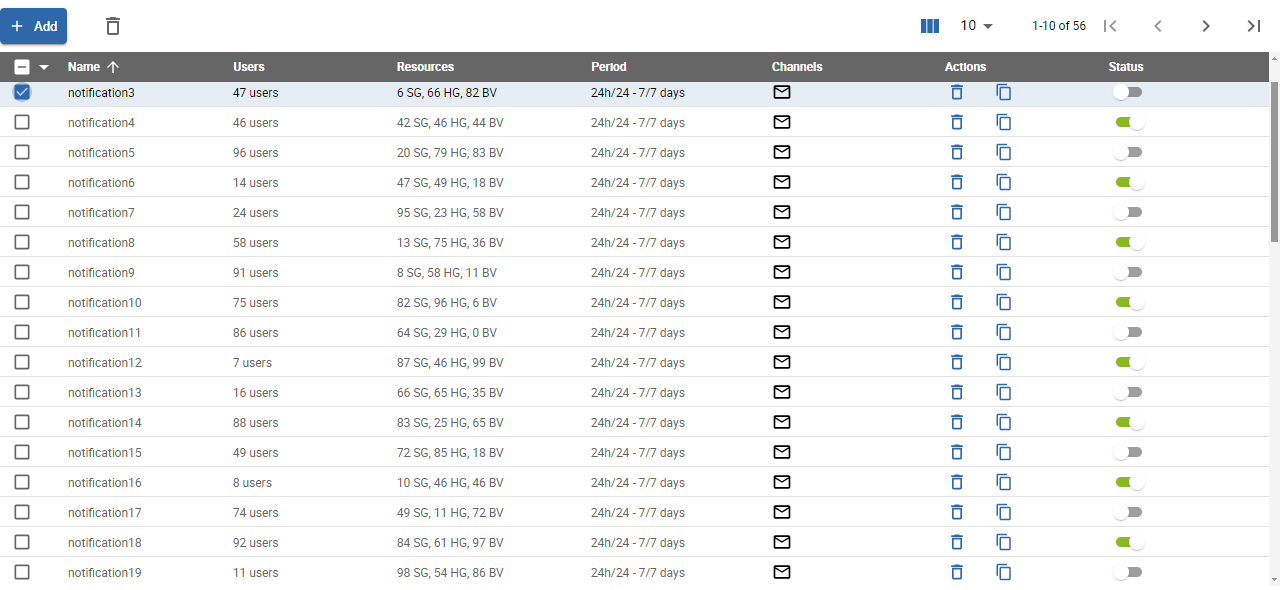 + Add 10 1-10 of 56
Name Users Resources Period Channels Actions Status
notification3 47 users 6 SG, 66 HG, 82 BV 24h/24 - 7/7 days
notification4 46 users 42 SG, 46 HG, 44 BV 24h/24 - 7/7 days
notification5 96 users 20 SG, 79 HG, 83 BV 24h/24 - 7/7 days
notification6 14 users 47 SG, 49 HG, 18 BV 24h/24 - 7/7 days
notification7 24 users 95 SG, 23 HG, 58 BV 24h/24 - 7/7 days
notification8 58 users 13 SG, 75 HG, 36 BV 24h/24 - 7/7 days
notification9 91 users 8 SG, 58 HG, 11 BV 24h/24 - 7/7 days
notification10 75 users 82 SG, 96 HG, 6 BV 24h/24 - 7/7 days
notification11 86 users 64 SG, 29 HG, 0 BV 24h/24 - 7/7 days
notification12 7 users 87 SG, 46 HG, 99 BV 24h/24 - 7/7 days
notification13 16 users 66 SG, 65 HG, 35 BV 24h/24 - 7/7 days
notification14 88 users 83 SG, 25 HG, 65 BV 24h/24 - 7/7 days
notification15 49 users 72 SG, 85 HG, 18 BV 24h/24 - 7/7 days
notification16 8 users 10 SG, 46 HG, 46 BV 24h/24 - 7/7 days
notification17 74 users 49 SG, 11 HG, 72 BV 24h/24 - 7/7 days
notification18 92 users 84 SG, 61 HG, 97 BV 24h/24 - 7/7 days
notification19 11 users 98 SG, 54 HG, 86 BV 24h/24 - 7/7 days